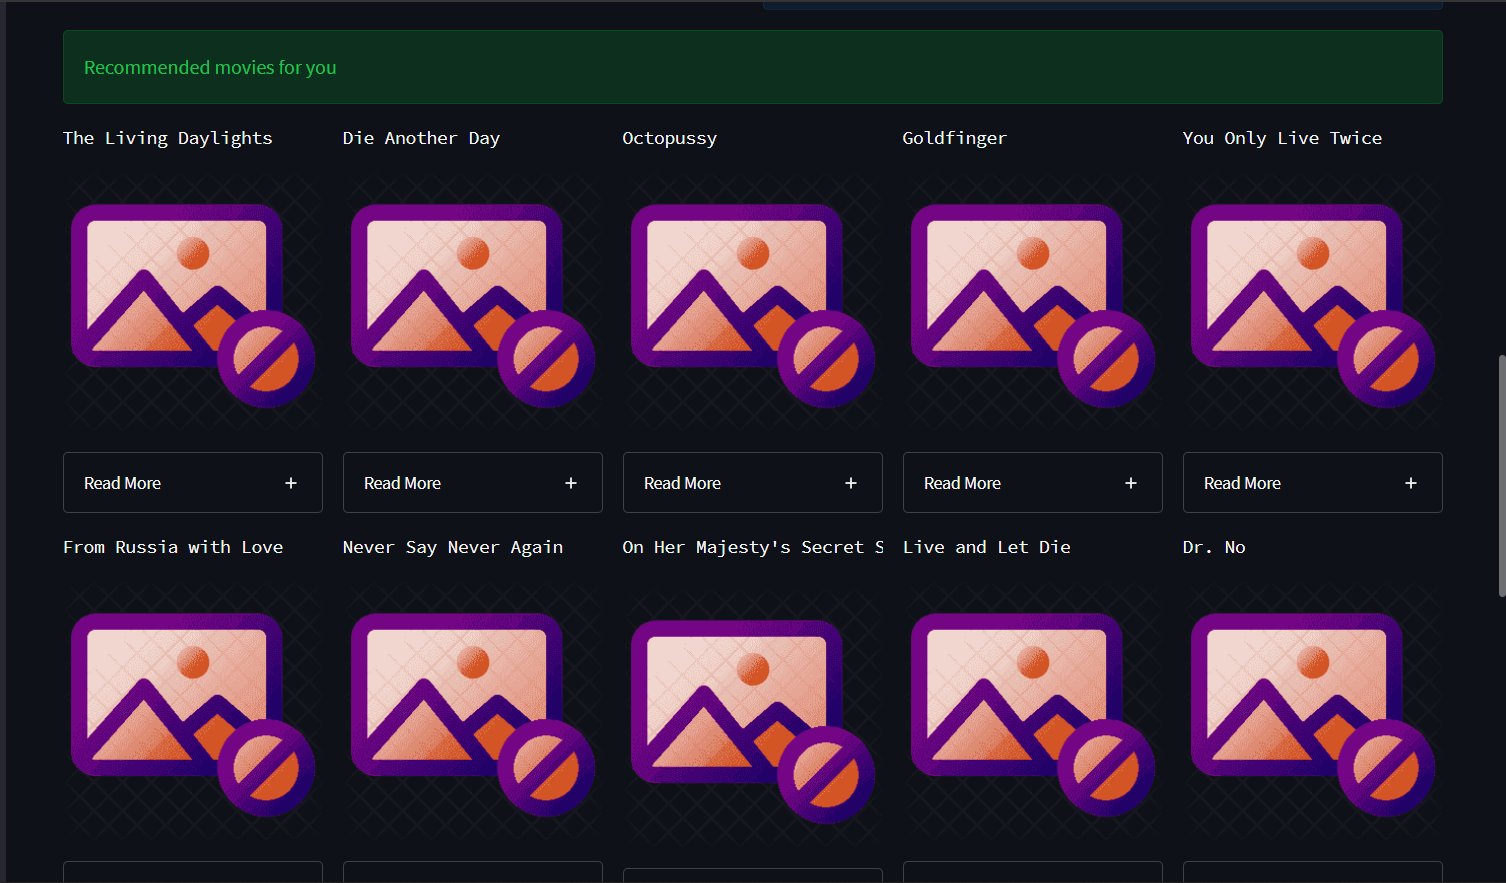 Recommended movies for you
The Living Daylights
Die Another Day
Octopussy
Goldfinger
You Only Live Twice
Read More +
Read More +
Read More +
Read More +
Read More +
From Russia with Love
Never Say Never Again
On Her Majesty's Secret S
Live and Let Die
Dr. No